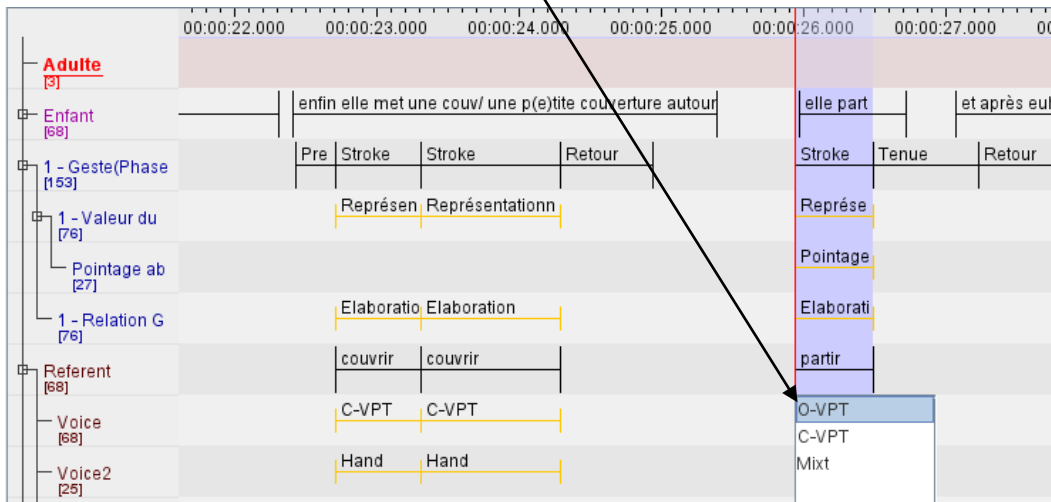 00:00:22.000 00:00:23.000 00:00:24.000 00:00:25.000 00:00:26.000 00:00:27.000 00
Adulte
[3]
Enfant enfin elle met une couv/ une p(e)tite couverture autour elle part et après eul
[68]
1 - Geste(Phase Pre Stroke Stroke Retour Stroke Tenue Retour
[153]
1 - Valeur du Représen Représentationn Représe
[76]
Pointage ab Pointage
[27]
1 - Relation G Elaboratio Elaboration Elaborati
[76]
Referent couvrir couvrir partir
[68]
Voice C-VPT C-VPT O-VPT
[68]
C-VPT
Voice2 Hand Hand Mixt
[25]